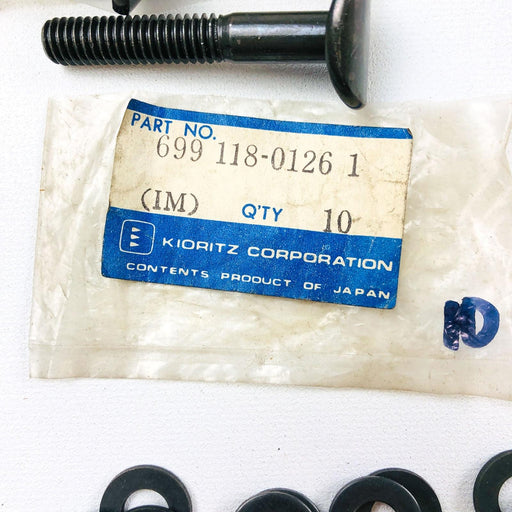 PART NO.
699 118-0126 1
(IM) Q'TY 10
KIORITZ CORPORATION
CONTENTS PRODUCT OF JAPAN